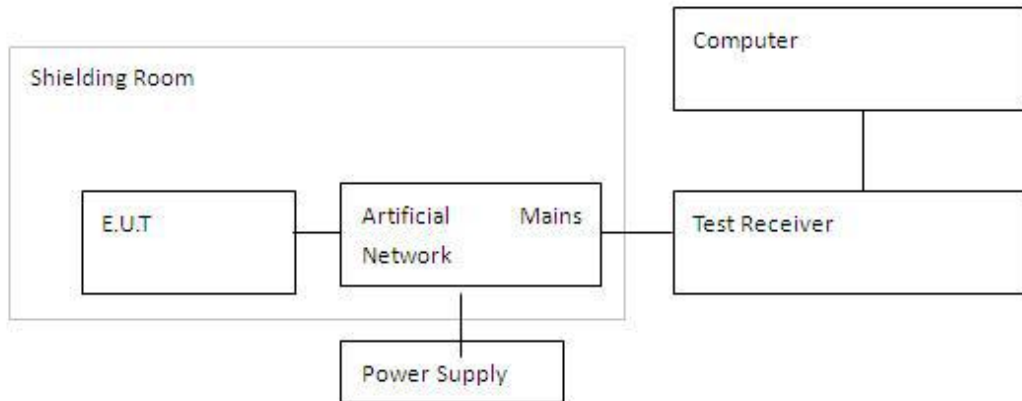 Computer
Shielding Room
E.U.T
Artificial Mains
Network
Test Receiver
Power Supply